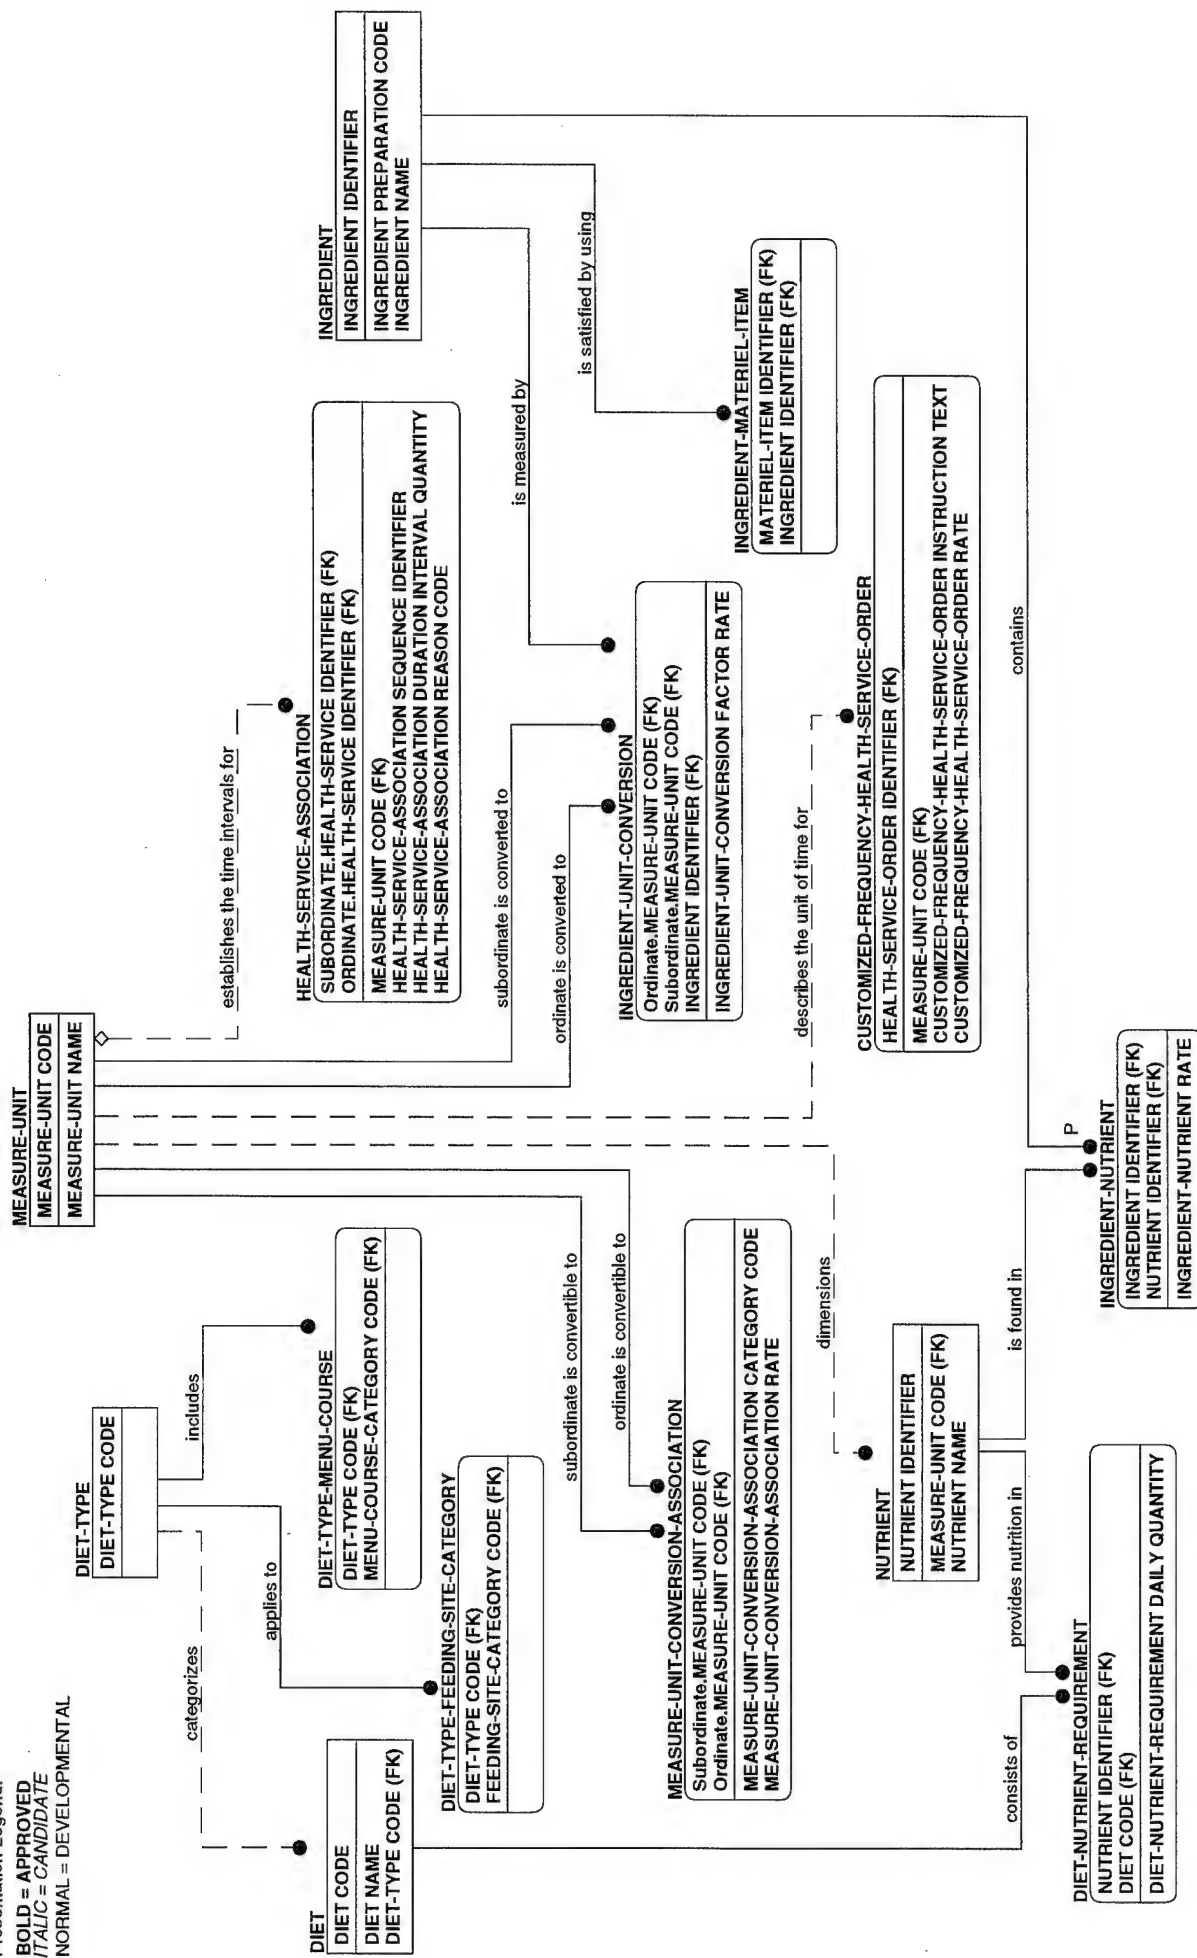 Presentation Legend:
BOLD = APPROVED
ITALIC = CANDIDATE
NORMAL = DEVELOPMENTAL
DIET-TYPE
DIET-TYPE CODE
categorizes
applies to
includes
DIET
DIET CODE
DIET NAME
DIET-TYPE CODE (FK)
DIET-TYPE-MENU-COURSE
DIET-TYPE CODE (FK)
MENU-COURSE-CATEGORY CODE (FK)
DIET-TYPE-FEEDING-SITE-CATEGORY
DIET-TYPE CODE (FK)
FEEDING-SITE-CATEGORY CODE (FK)
MEASURE-UNIT
MEASURE-UNIT CODE
MEASURE-UNIT NAME
establishes the time intervals for
HEALTH-SERVICE-ASSOCIATION
SUBORDINATE.HEALTH-SERVICE IDENTIFIER (FK)
ORDINATE.HEALTH-SERVICE IDENTIFIER (FK)
MEASURE-UNIT CODE (FK)
HEALTH-SERVICE-ASSOCIATION SEQUENCE IDENTIFIER
HEALTH-SERVICE-ASSOCIATION DURATION INTERVAL QUANTITY
HEALTH-SERVICE-ASSOCIATION REASON CODE
INGREDIENT
INGREDIENT IDENTIFIER
INGREDIENT PREPARATION CODE
INGREDIENT NAME
is measured by
is satisfied by using
subordinate is converted to
ordinate is converted to
subordinate is convertible to
ordinate is convertible to
MEASURE-UNIT-CONVERSION-ASSOCIATION
Subordinate.MEASURE-UNIT CODE (FK)
Ordinate.MEASURE-UNIT CODE (FK)
MEASURE-UNIT-CONVERSION-ASSOCIATION CATEGORY CODE
MEASURE-UNIT-CONVERSION-ASSOCIATION RATE
INGREDIENT-UNIT-CONVERSION
Ordinate.MEASURE-UNIT CODE (FK)
Subordinate.MEASURE-UNIT CODE (FK)
INGREDIENT IDENTIFIER (FK)
INGREDIENT-UNIT-CONVERSION FACTOR RATE
INGREDIENT-MATERIEL-ITEM
MATERIEL-ITEM IDENTIFIER (FK)
INGREDIENT IDENTIFIER (FK)
dimensions
describes the unit of time for
NUTRIENT
NUTRIENT IDENTIFIER
MEASURE-UNIT CODE (FK)
NUTRIENT NAME
CUSTOMIZED-FREQUENCY-HEALTH-SERVICE-ORDER
HEALTH-SERVICE-ORDER IDENTIFIER (FK)
MEASURE-UNIT CODE (FK)
CUSTOMIZED-FREQUENCY-HEALTH-SERVICE-ORDER INSTRUCTION TEXT
CUSTOMIZED-FREQUENCY-HEALTH-SERVICE-ORDER RATE
consists of
provides nutrition in
is found in
contains
P
DIET-NUTRIENT-REQUIREMENT
NUTRIENT IDENTIFIER (FK)
DIET CODE (FK)
DIET-NUTRIENT-REQUIREMENT DAILY QUANTITY
INGREDIENT-NUTRIENT
INGREDIENT IDENTIFIER (FK)
NUTRIENT IDENTIFIER (FK)
INGREDIENT-NUTRIENT RATE